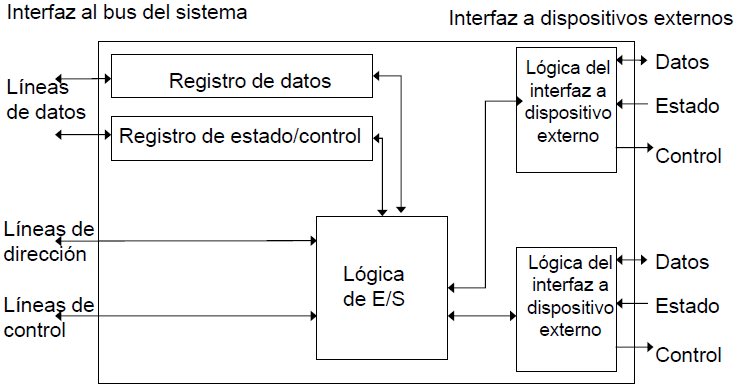 Interfaz al bus del sistema
Interfaz a dispositivos externos
Líneas
de datos
Registro de datos
Registro de estado/control
Líneas de
dirección
Líneas de
control
Lógica
de E/S
Lógica del
interfaz a
dispositivo
externo
Datos
Estado
Control
Lógica del
interfaz a
dispositivo
externo
Datos
Estado
Control